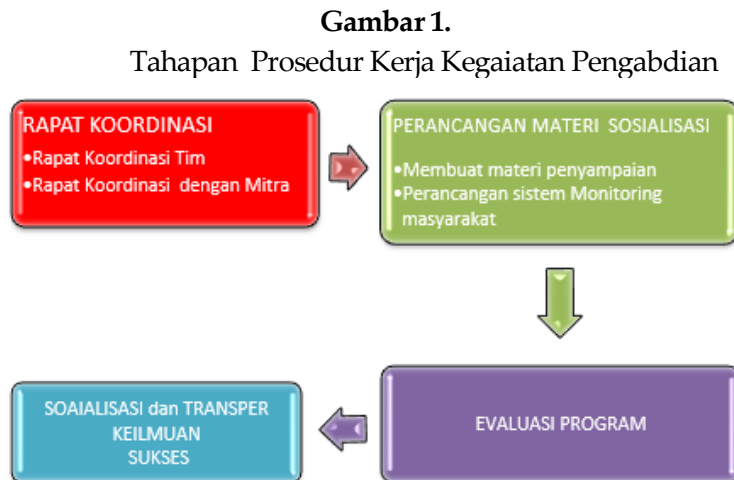 Gambar 1.
Tahapan Prosedur Kerja Kegaiatan Pengabdian
RAPAT KOORDINASI
•Rapat Koordinasi Tim
•Rapat Koordinasi dengan Mitra
PERANCANGAN MATERI SOSIALISASI
•Membuat materi penyampaian
•Perancangan sistem Monitoring
masyarakat
EVALUASI PROGRAM
SOAIALISASI dan TRANSPER
KEILMUAN
SUKSES